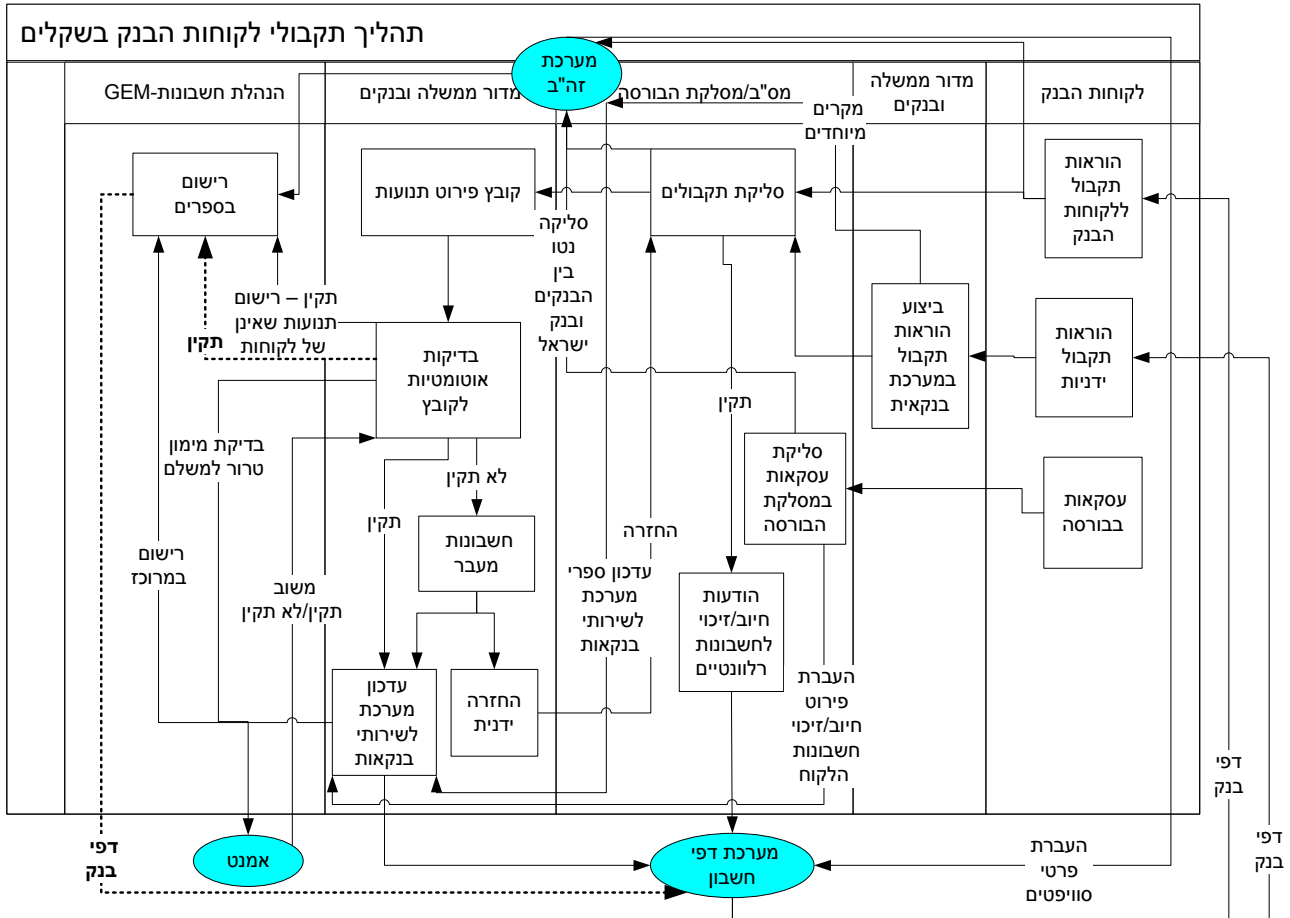 תהליך תקבולי לקוחות הבנק בשקלים
מערכת
זה"ב
לקוחות הבנק
מדור ממשלה
ובנקים
מס"ב/מסלקת הבורסה
מדור ממשלה ובנקים
הנהלת חשבונות-GEM
מקרים
מיוחדים
הוראות
תקבול
ללקוחות
הבנק
סליקת תקבולים
קובץ פירוט תנועות
רישום
בספרים
סליקה
נטו
בין
הבנקים
ובנק
ישראל
הוראות
תקבול
ידניות
ביצוע
הוראות
תקבול
במערכת
בנקאית
תקין – רישום
תנועות שאינן
של לקוחות
תקין
בדיקות
אוטומטיות
לקובץ
תקין
עסקאות
בבורסה
סליקת
עסקאות
במסלקת
הבורסה
לא תקין
תקין
בדיקת מימון
טרור למשלם
חשבונות
מעבר
החזרה
עדכון ספרי
מערכת
לשירותי
בנקאות
רישום
במרוכז
משוב
תקין/לא תקין
הודעות
חיוב/זיכוי
לחשבונות
רלוונטיים
העברת
פירוט
חיוב/זיכוי
חשבונות
הלקוח
עדכון
מערכת
לשירותי
בנקאות
החזרה
ידנית
דפי
בנק
דפי
בנק
דפי
בנק
אמנט
מערכת דפי
חשבון
העברת
פרטי
סוויפטים